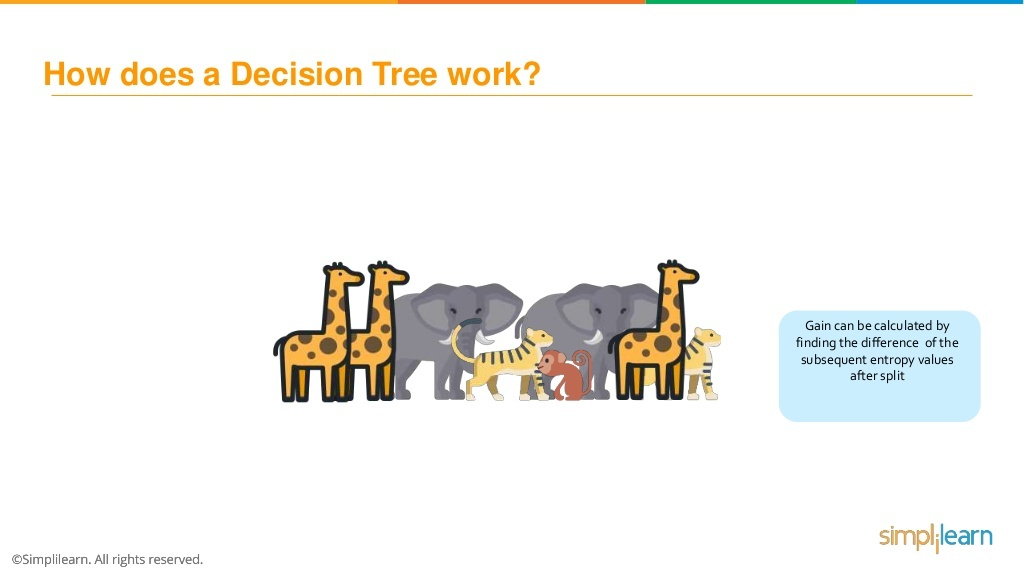 How does a Decision Tree work?
Gain can be calculated by
finding the difference of the
subsequent entropy values
after split
simplilearn
©Simplilearn. All rights reserved.